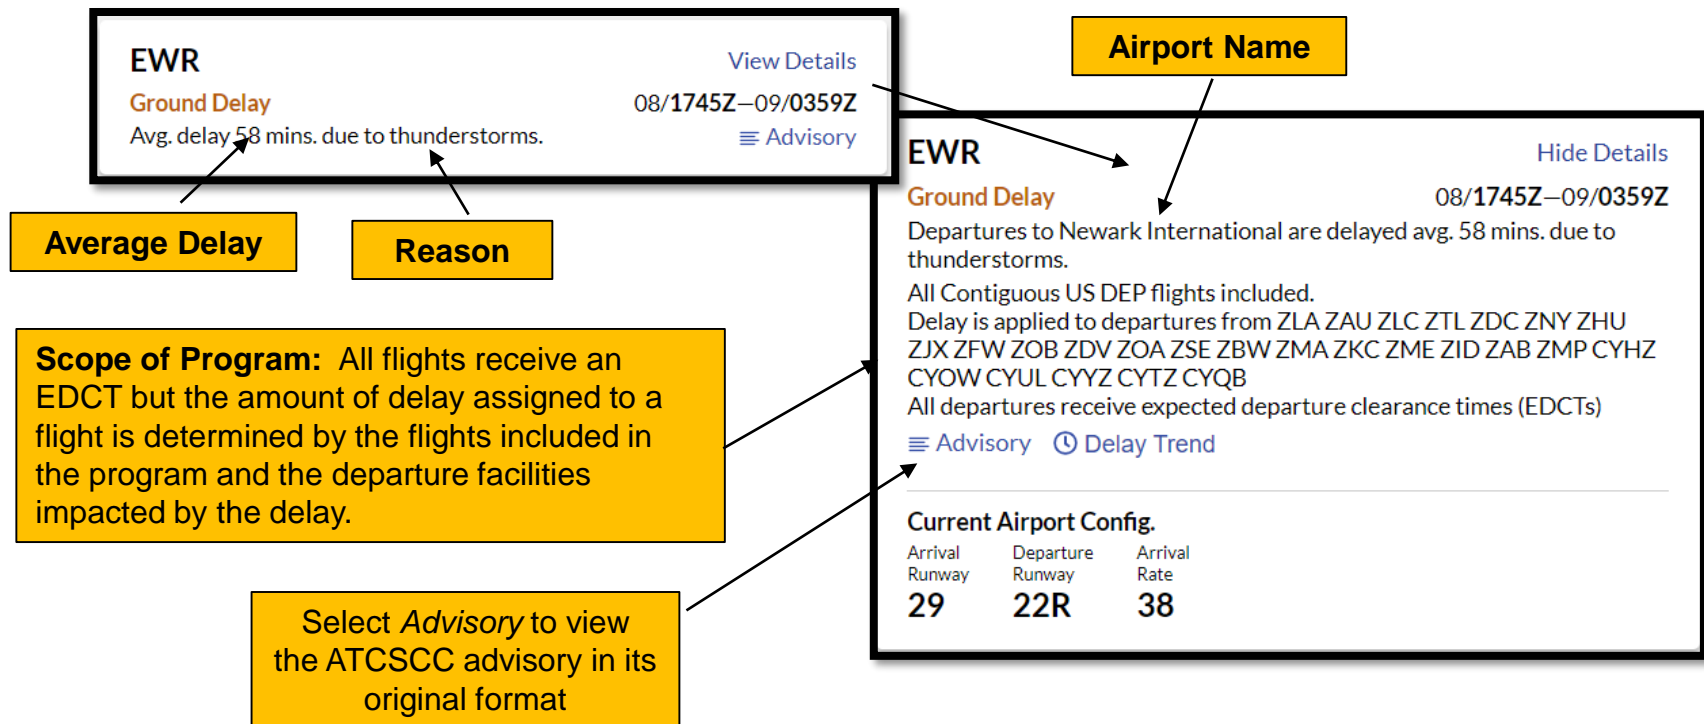 EWR
View Details
Ground Delay
08/1745Z—09/0359Z
Avg. delay 58 mins. due to thunderstorms.
Advisory
Airport Name
Average Delay
Reason
EWR
Hide Details
Ground Delay
08/1745Z—09/0359Z
Departures to Newark International are delayed avg. 58 mins. due to
thunderstorms.
All Contiguous US DEP flights included.
Delay is applied to departures from ZLA ZAU ZLC ZTL ZDC ZNY ZHU
ZJX ZFW ZOB ZDV ZOA ZSE ZBW ZMA ZKC ZME ZID ZAB ZMP CYHZ
CYOW CYUL CYYZ CYTZ CYQB
All departures receive expected departure clearance times (EDCTs)
Advisory
Delay Trend
Current Airport Config.
Arrival
Runway
29
Departure
Runway
22R
Arrival
Rate
38
Scope of Program: All flights receive an
EDCT but the amount of delay assigned to a
flight is determined by the flights included in
the program and the departure facilities
impacted by the delay.
Select Advisory to view
the ATCSCC advisory in its
original format